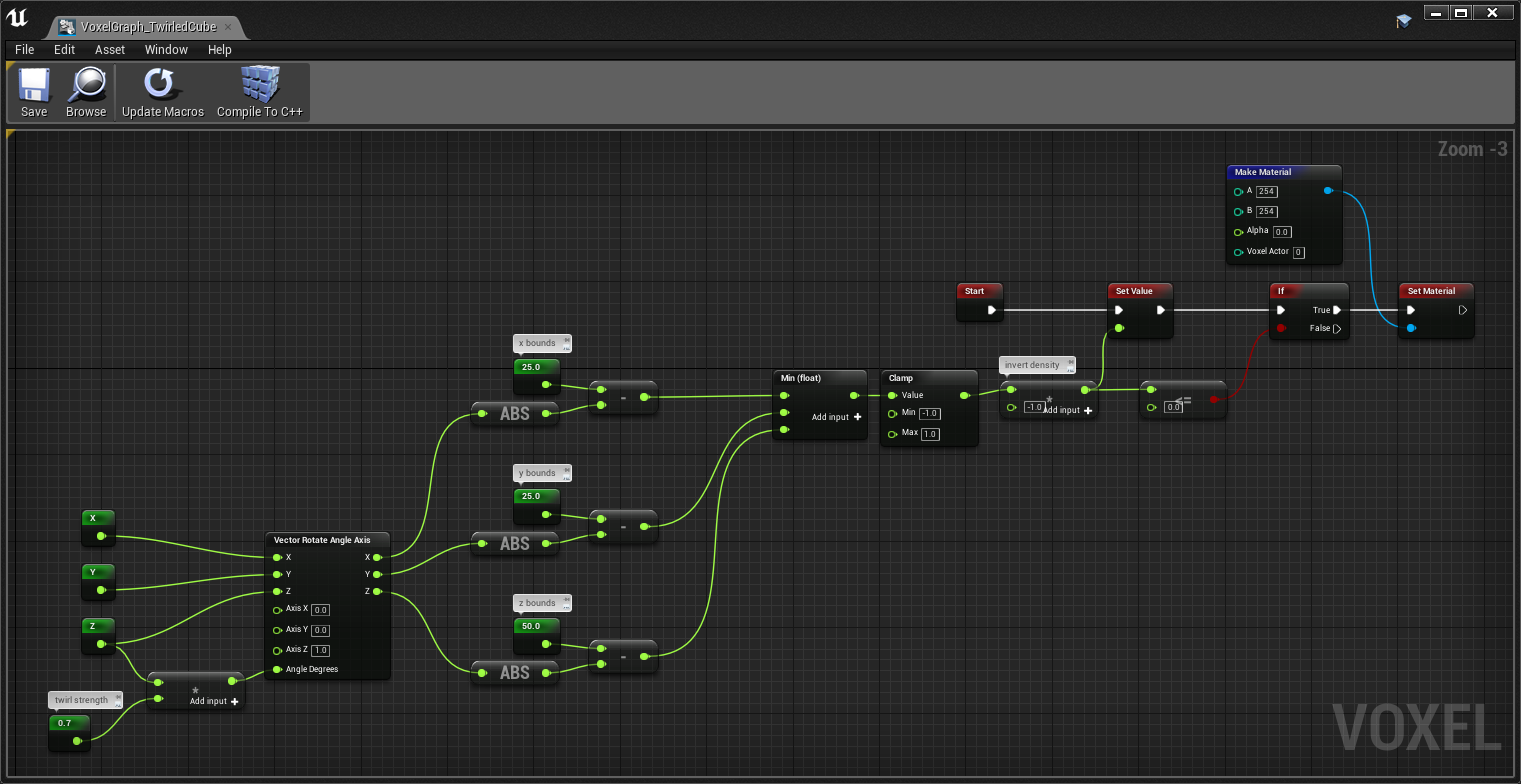 VoxelGraph_TwirledCube
File Edit Asset Window Help
Save Browse Update Macros Compile To C++
Zoom -3
Make Material
A 254
B 254
Alpha 0.0
Voxel Actor 0
Start
Set Value
If
True
False
Set Material
x bounds
25.0
-
ABS
Min (float)
Add input +
Clamp
Value
Min -1.0
Max 1.0
invert density
*
-1.0 Add input +
<=
0.0
y bounds
25.0
-
ABS
X
Y
Z
Vector Rotate Angle Axis
X X
Y Y
Z Z
Axis X 0.0
Axis Y 0.0
Axis Z 1.0
Angle Degrees
z bounds
50.0
-
ABS
*
Add input +
twirl strength
0.7
VOXEL